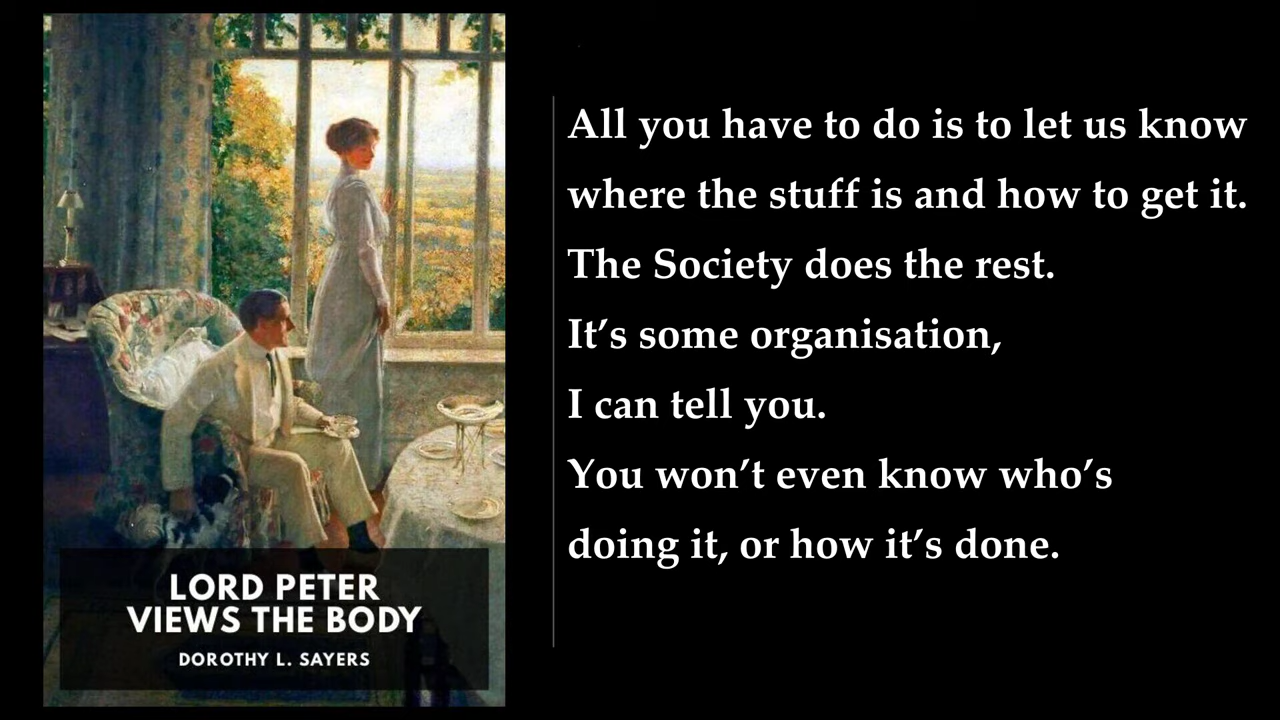 All you have to do is to let us know
where the stuff is and how to get it.
The Society does the rest.
It’s some organisation,
I can tell you.
You won’t even know who’s
doing it, or how it’s done.
LORD PETER
VIEWS THE BODY
DOROTHY L. SAYERS